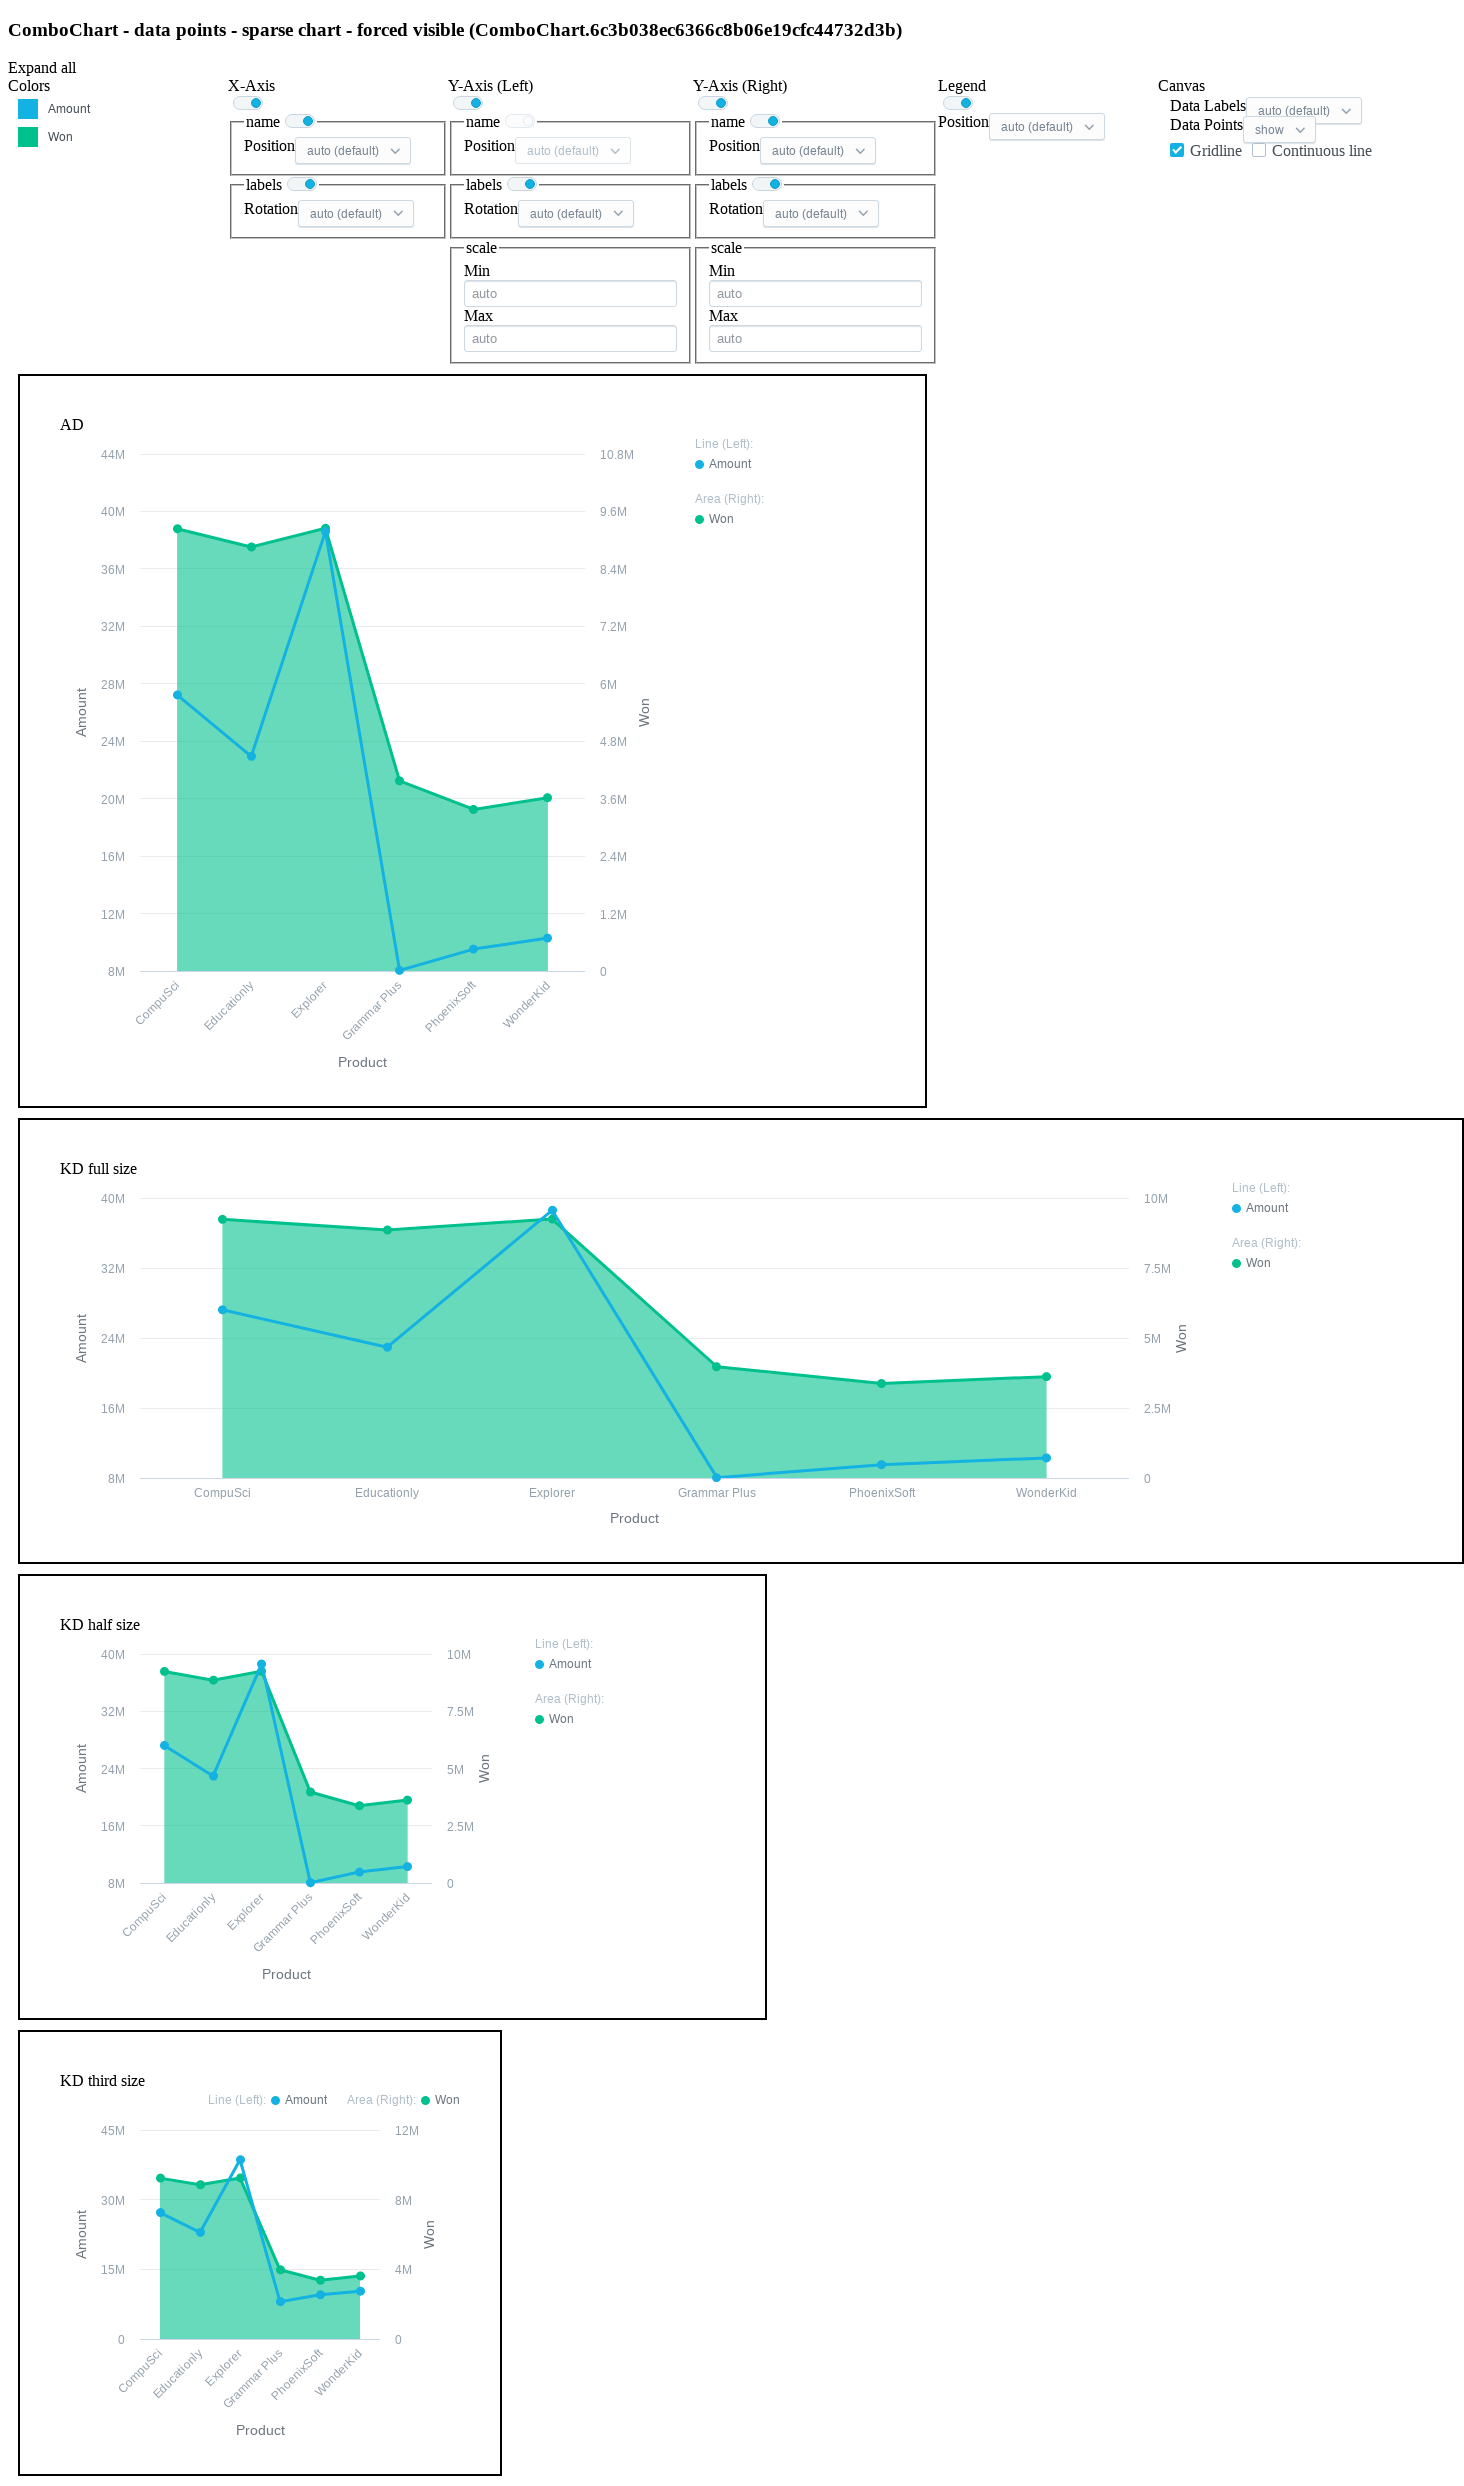 ComboChart - data points - sparse chart - forced visible (ComboChart.6c3b038ec6366c8b06e19cfc44732d3b)
Expand all
Colors
Amount
Won
X-Axis
name
Position auto (default)
labels
Rotation auto (default)
Y-Axis (Left)
name
Position auto (default)
labels
Rotation auto (default)
scale
Min
auto
Max
auto
Y-Axis (Right)
name
Position auto (default)
labels
Rotation auto (default)
scale
Min
auto
Max
auto
Legend
Position auto (default)
Canvas
Data Labels auto (default)
Data Points show
Gridline Continuous line
AD
Line (Left):
Amount
Area (Right):
Won
44M 10.8M
40M 9.6M
36M 8.4M
32M 7.2M
28M 6M
24M 4.8M
20M 3.6M
16M 2.4M
12M 1.2M
8M 0
Amount
Won
CompuSci Educationly Explorer Grammar Plus PhoenixSoft WonderKid
Product
KD full size
Line (Left):
Amount
Area (Right):
Won
40M 10M
32M 7.5M
24M 5M
16M 2.5M
8M 0
Amount
Won
CompuSci Educationly Explorer Grammar Plus PhoenixSoft WonderKid
Product
KD half size
Line (Left):
Amount
Area (Right):
Won
40M 10M
32M 7.5M
24M 5M
16M 2.5M
8M 0
Amount
Won
CompuSci Educationly Explorer Grammar Plus PhoenixSoft WonderKid
Product
KD third size
Line (Left): Amount Area (Right): Won
45M 12M
30M 8M
15M 4M
0 0
Amount
Won
CompuSci Educationly Explorer Grammar Plus PhoenixSoft WonderKid
Product